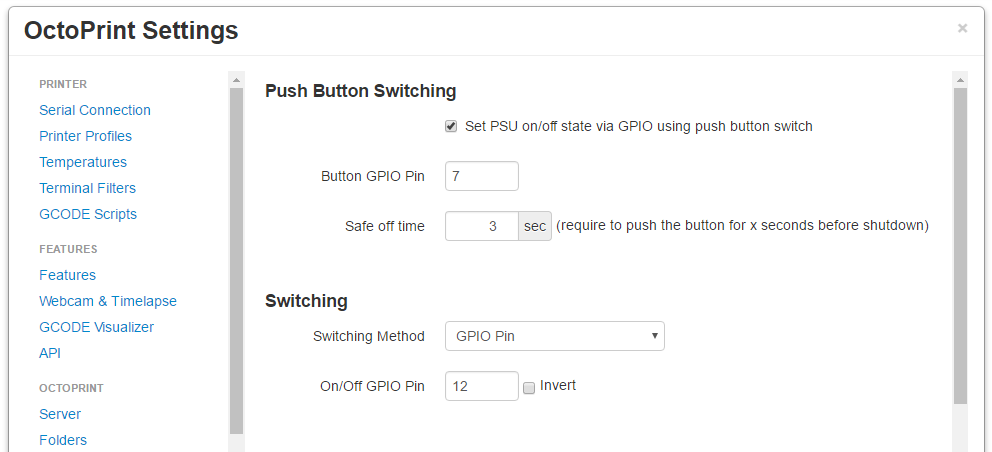 OctoPrint Settings
×
PRINTER
Serial Connection
Printer Profiles
Temperatures
Terminal Filters
GCODE Scripts
FEATURES
Features
Webcam & Timelapse
GCODE Visualizer
API
OCTOPRINT
Server
Folders
Push Button Switching
Set PSU on/off state via GPIO using push button switch
Button GPIO Pin 7
Safe off time 3 sec (require to push the button for x seconds before shutdown)
Switching
Switching Method GPIO Pin
On/Off GPIO Pin 12 Invert